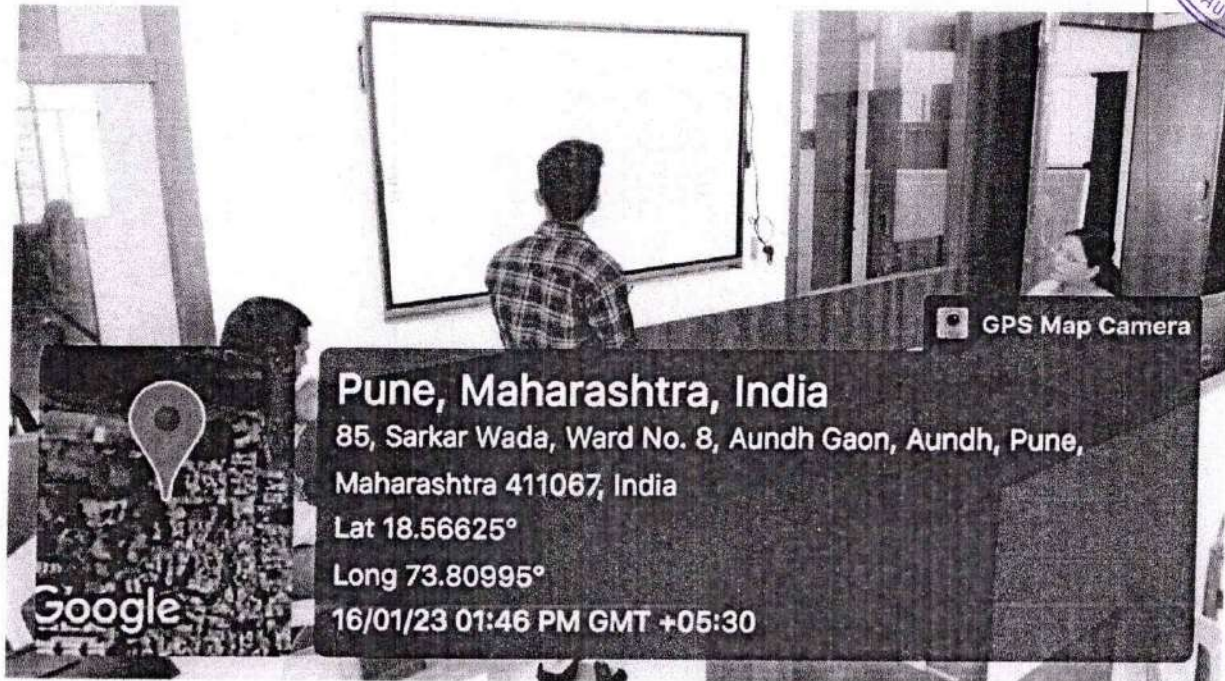 GPS Map Camera
Pune, Maharashtra, India
85, Sarkar Wada, Ward No. 8, Aundh Gaon, Aundh, Pune,
Maharashtra 411067, India
Lat 18.56625°
Long 73.80995°
16/01/23 01:46 PM GMT +05:30
Google